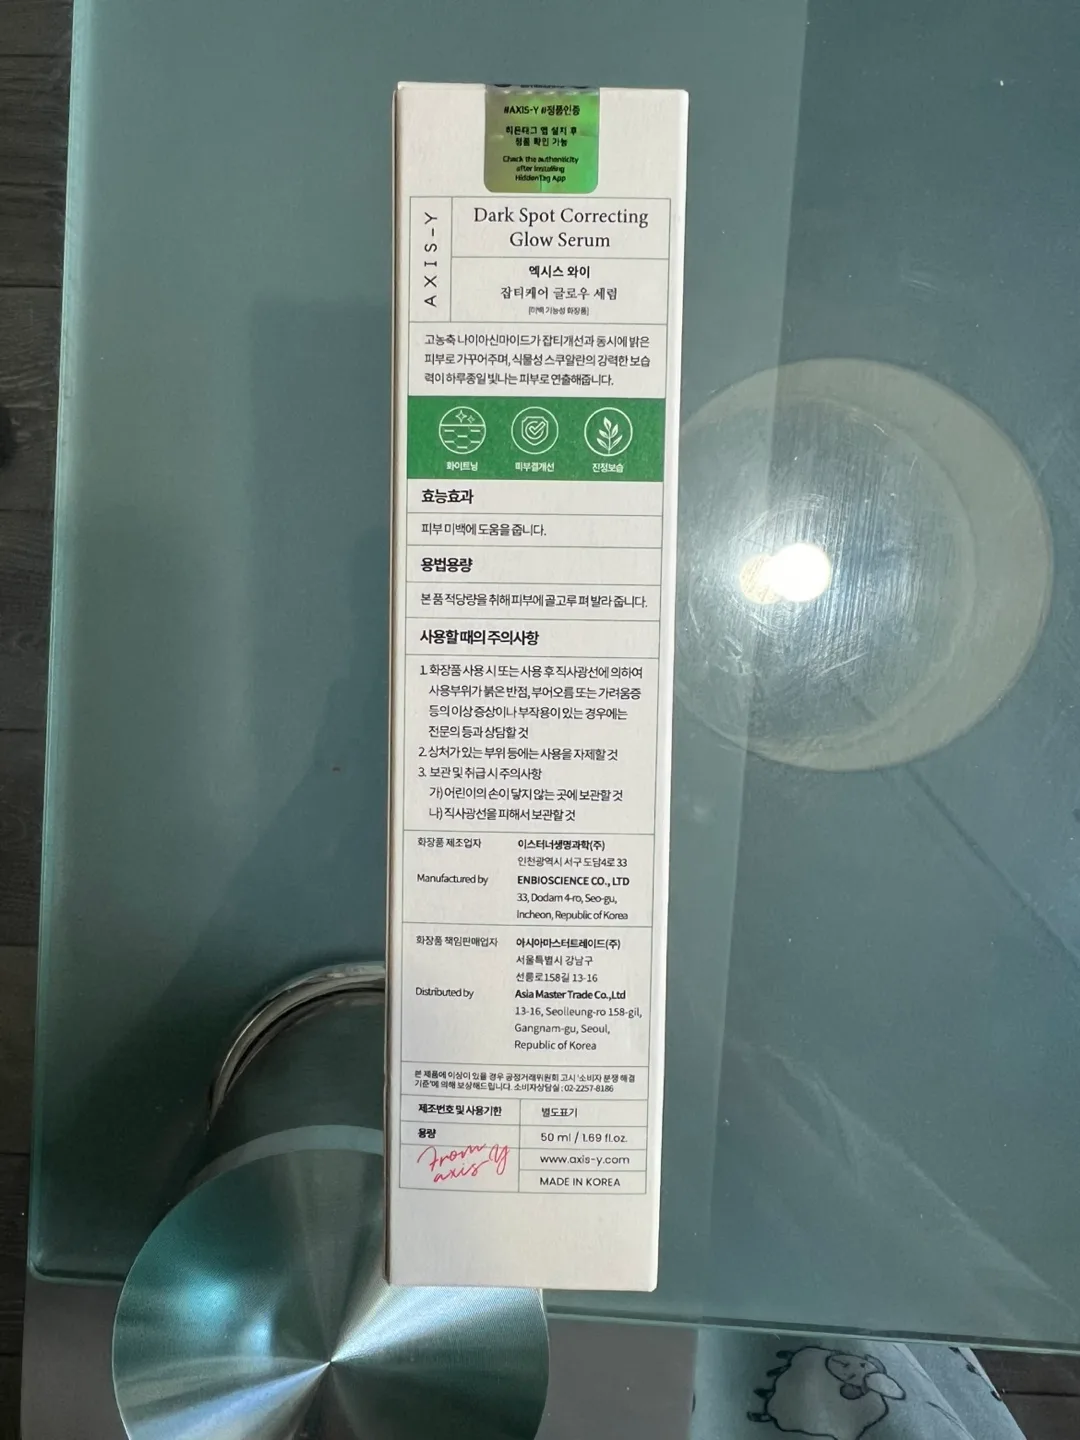 #AXIS-Y #정품인증
히든태그 앱 설치 후
정품 확인 가능
Check the authenticity
after installing
HiddenTag App
AXIS-Y
Dark Spot Correcting
Glow Serum
엑시스 와이
잡티케어 글로우 세럼
[미백 기능성 화장품]
고농축 나이아신마이드가 잡티개선과 동시에 밝은
피부로 가꾸어주며, 식물성 스쿠알란의 강력한 보습
력이 하루종일 빛나는 피부로 연출해줍니다.
화이트닝
피부결개선
진정보습
효능효과
피부 미백에 도움을 줍니다.
용법용량
본 품 적당량을 취해 피부에 골고루 펴 발라 줍니다.
사용할 때의 주의사항
1. 화장품 사용 시 또는 사용 후 직사광선에 의하여
사용부위가 붉은 반점, 부어오름 또는 가려움증
등의 이상 증상이나 부작용이 있는 경우에는
전문의 등과 상담할 것
2. 상처가 있는 부위 등에는 사용을 자제할 것
3. 보관 및 취급 시 주의사항
가) 어린이의 손이 닿지 않는 곳에 보관할 것
나) 직사광선을 피해서 보관할 것
화장품 제조업자
이스터너생명과학(주)
인천광역시 서구 도담4로 33
Manufactured by
ENBIOSCIENCE CO., LTD
33, Dodam 4-ro, Seo-gu,
Incheon, Republic of Korea
화장품 책임판매업자
아시아마스터트레이드(주)
서울특별시 강남구
선릉로158길 13-16
Distributed by
Asia Master Trade Co.,Ltd
13-16, Seolleung-ro 158-gil,
Gangnam-gu, Seoul,
Republic of Korea
본 제품에 이상이 있을 경우 공정거래위원회 고시 '소비자 분쟁 해결
기준'에 의해 보상해드립니다. 소비자상담실 : 02-2257-8186
제조번호 및 사용기한
별도표기
용량
50 ml / 1.69 fl.oz.
From
axis-y
www.axis-y.com
MADE IN KOREA